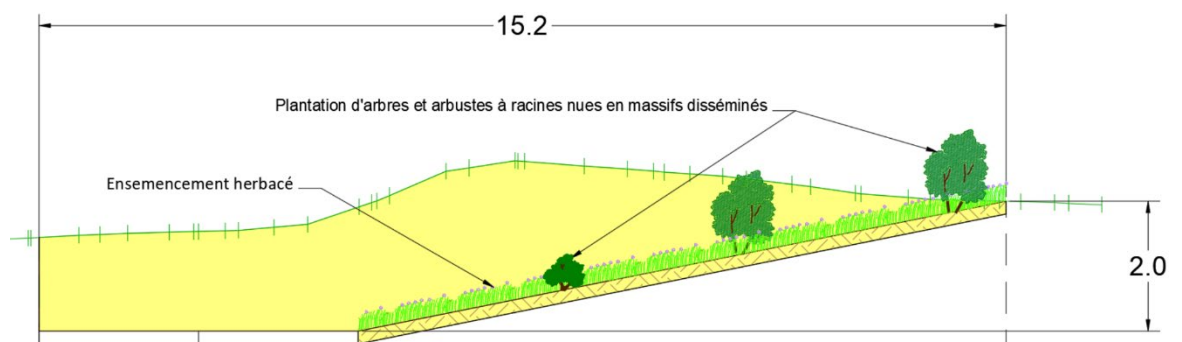 15.2
Plantation d'arbres et arbustes à racines nues en massifs disséminés
Ensemencement herbacé
2.0